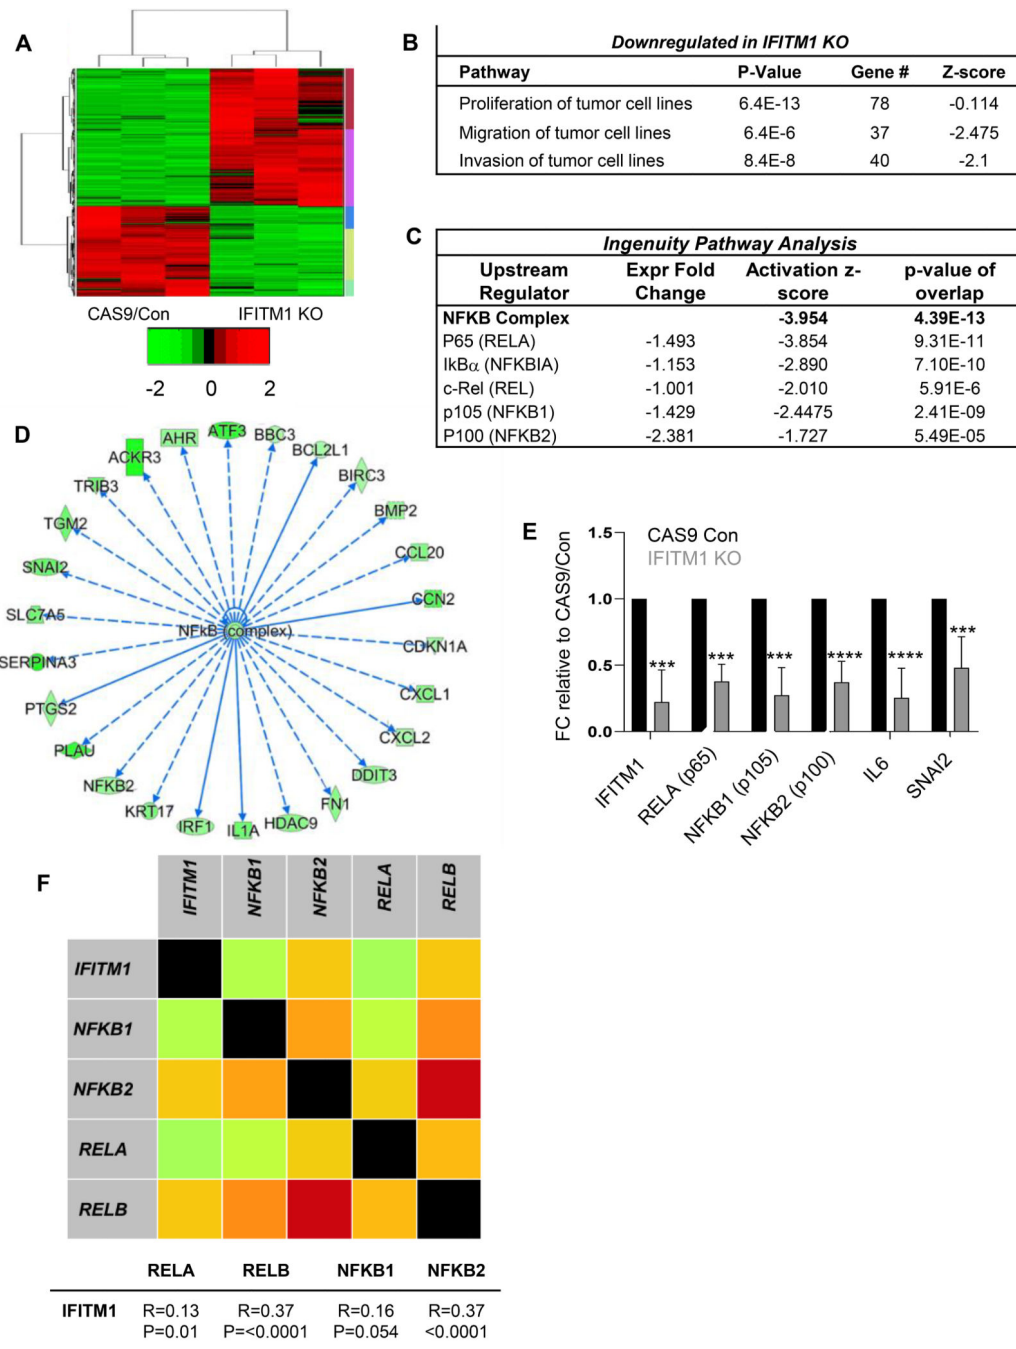 A
CAS9/Con
IFITM1 KO
-2
0
2
B
Downregulated in IFITM1 KO
Pathway P-Value Gene # Z-score
Proliferation of tumor cell lines 6.4E-13 78 -0.114
Migration of tumor cell lines 6.4E-6 37 -2.475
Invasion of tumor cell lines 8.4E-8 40 -2.1
C
Ingenuity Pathway Analysis
Upstream Expr Fold Activation z- p-value of
Regulator Change score overlap
NFKB Complex -3.954 4.39E-13
P65 (RELA) -1.493 -3.854 9.31E-11
IkBα (NFKBIA) -1.153 -2.890 7.10E-10
c-Rel (REL) -1.001 -2.010 5.91E-6
p105 (NFKB1) -1.429 -2.4475 2.41E-09
P100 (NFKB2) -2.381 -1.727 5.49E-05
D
ATF3
BBC3
BCL2L1
BIRC3
BMP2
CCL20
CCN2
CDKN1A
CXCL1
CXCL2
DDIT3
FN1
HDAC9
IL1A
IRF1
KRT17
NFKB2
PLAU
PTGS2
SERPINA3
SLC7A5
SNAI2
TGM2
TRIB3
ACKR3
AHR
NFkB (complex)
E
CAS9 Con
IFITM1 KO
FC relative to CAS9/Con
1.5
1.0
0.5
0.0
***
***
***
****
****
***
IFITM1
RELA (p65)
NFKB1 (p105)
NFKB2 (p100)
IL6
SNAI2
F
IFITM1 NFKB1 NFKB2 RELA RELB
IFITM1
NFKB1
NFKB2
RELA
RELB
RELA RELB NFKB1 NFKB2
IFITM1 R=0.13 R=0.37 R=0.16 R=0.37
P=0.01 P=<0.0001 P=0.054 <0.0001